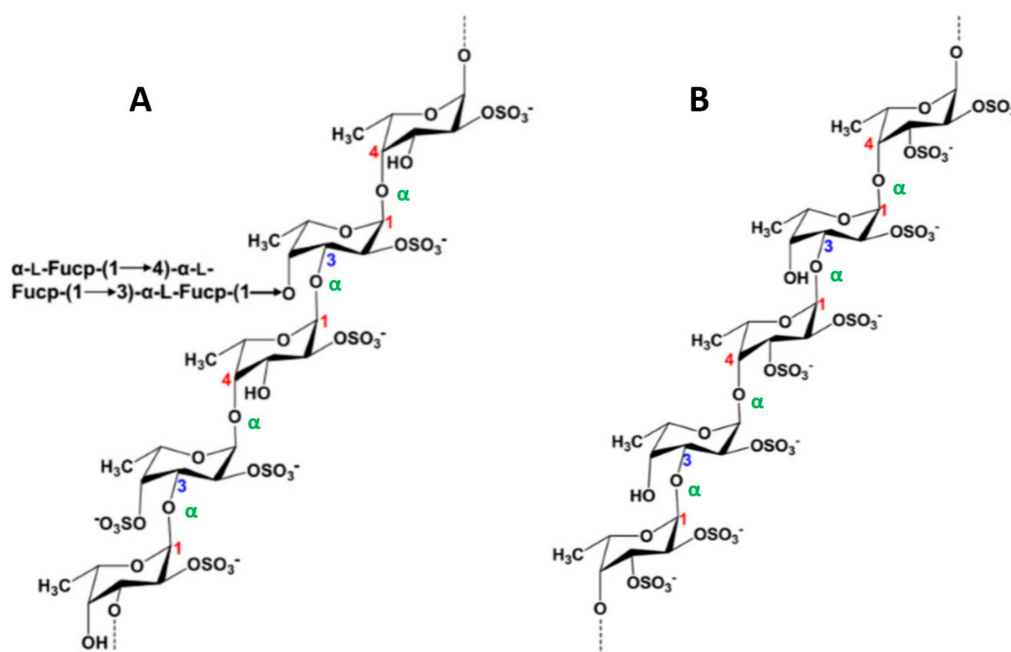 A
O
O
OSO₃⁻
H₃C
4
HO
O α
O 1
H₃C
OSO₃⁻
α-L-Fucp-(1→4)-α-L-
3
Fucp-(1→3)-α-L-Fucp-(1→O
O α
O 1
OSO₃⁻
H₃C
4
HO
O α
O
H₃C
OSO₃⁻
3
⁻O₃SO
O α
O 1
OSO₃⁻
H₃C
O
OH
B
O
O
OSO₃⁻
H₃C
4
OSO₃⁻
O α
O 1
H₃C
OSO₃⁻
3
OH
O α
O 1
OSO₃⁻
H₃C
4
OSO₃⁻
O α
O
H₃C
OSO₃⁻
3
HO
O α
O 1
OSO₃⁻
H₃C
OSO₃⁻
O